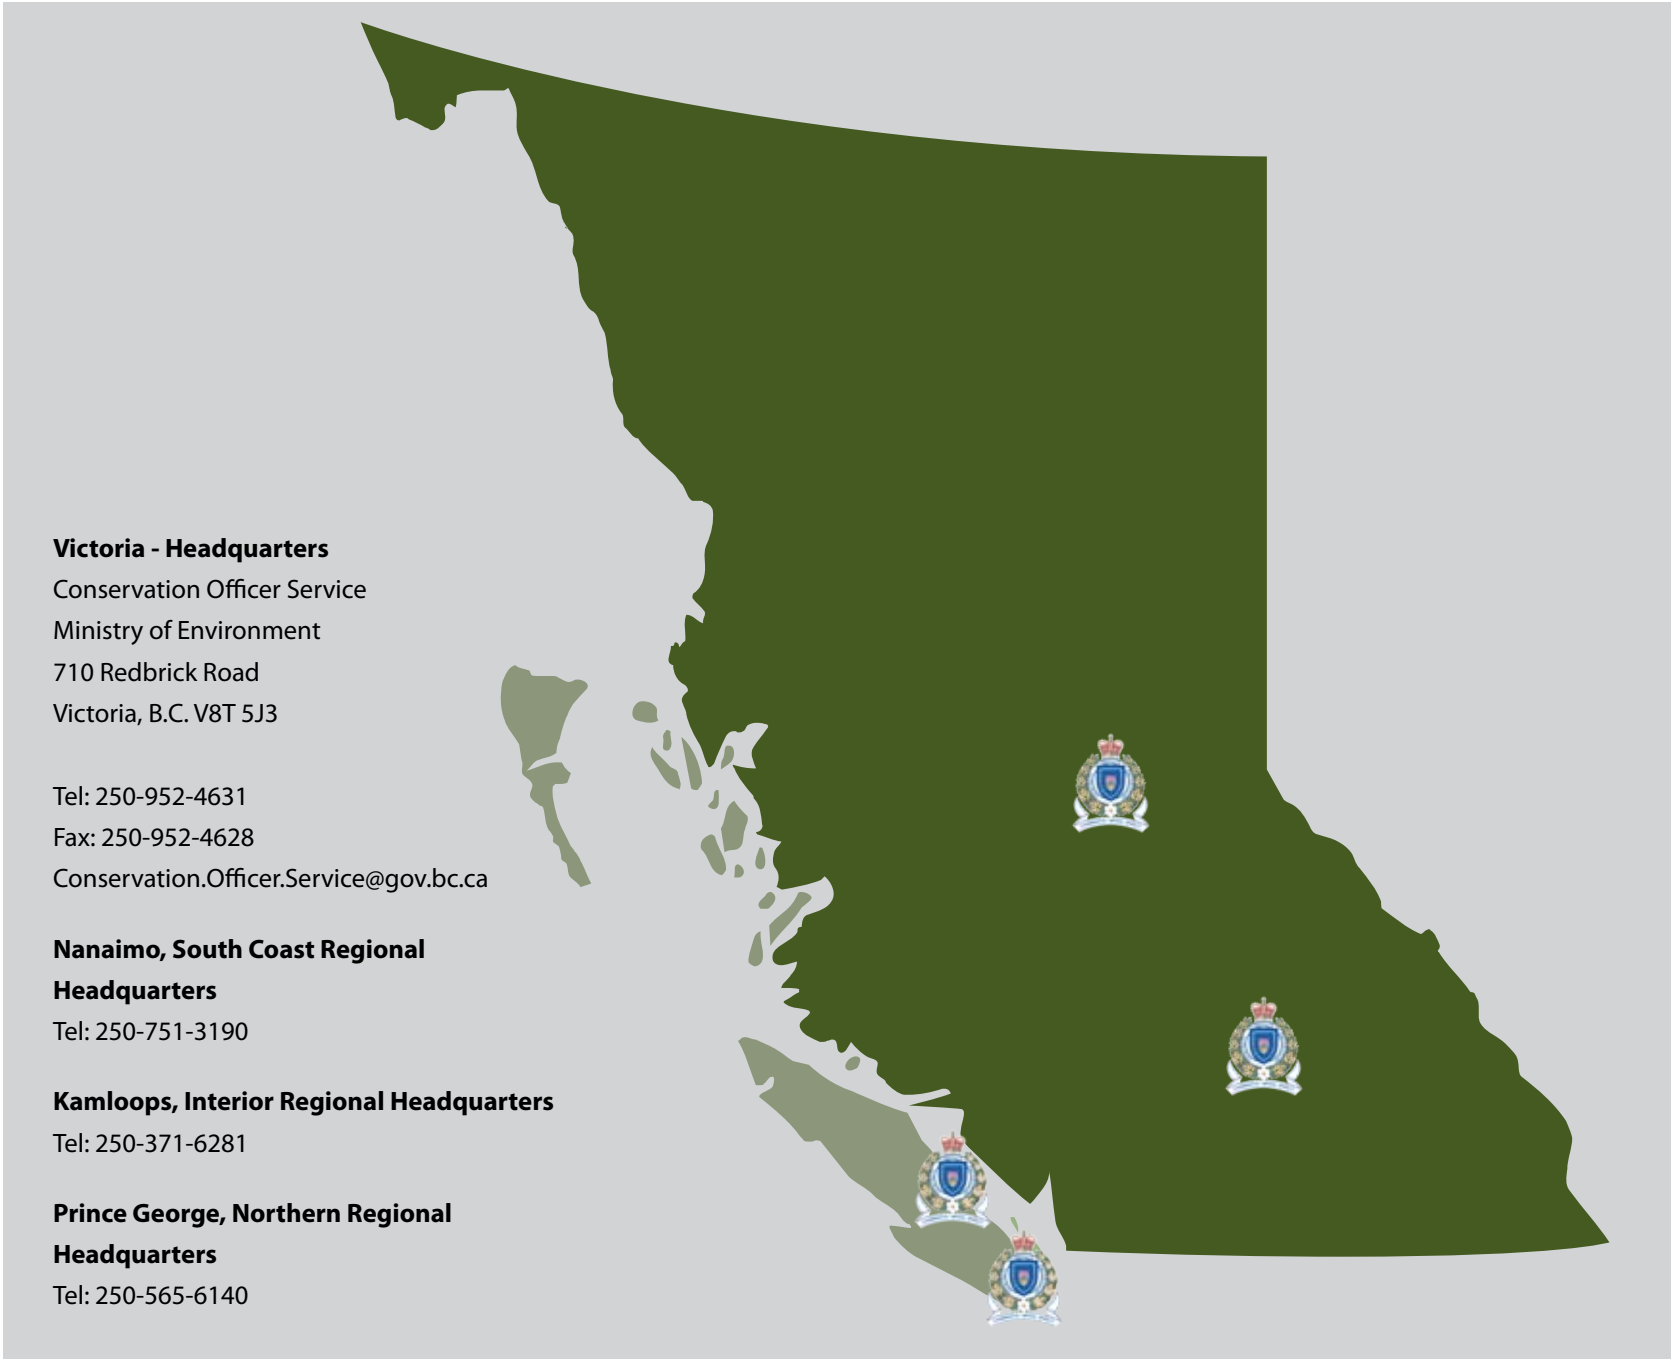 Victoria - Headquarters
Conservation Officer Service
Ministry of Environment
710 Redbrick Road
Victoria, B.C. V8T 5J3
Tel: 250-952-4631
Fax: 250-952-4628
Conservation.Officer.Service@gov.bc.ca
Nanaimo, South Coast Regional
Headquarters
Tel: 250-751-3190
Kamloops, Interior Regional Headquarters
Tel: 250-371-6281
Prince George, Northern Regional
Headquarters
Tel: 250-565-6140